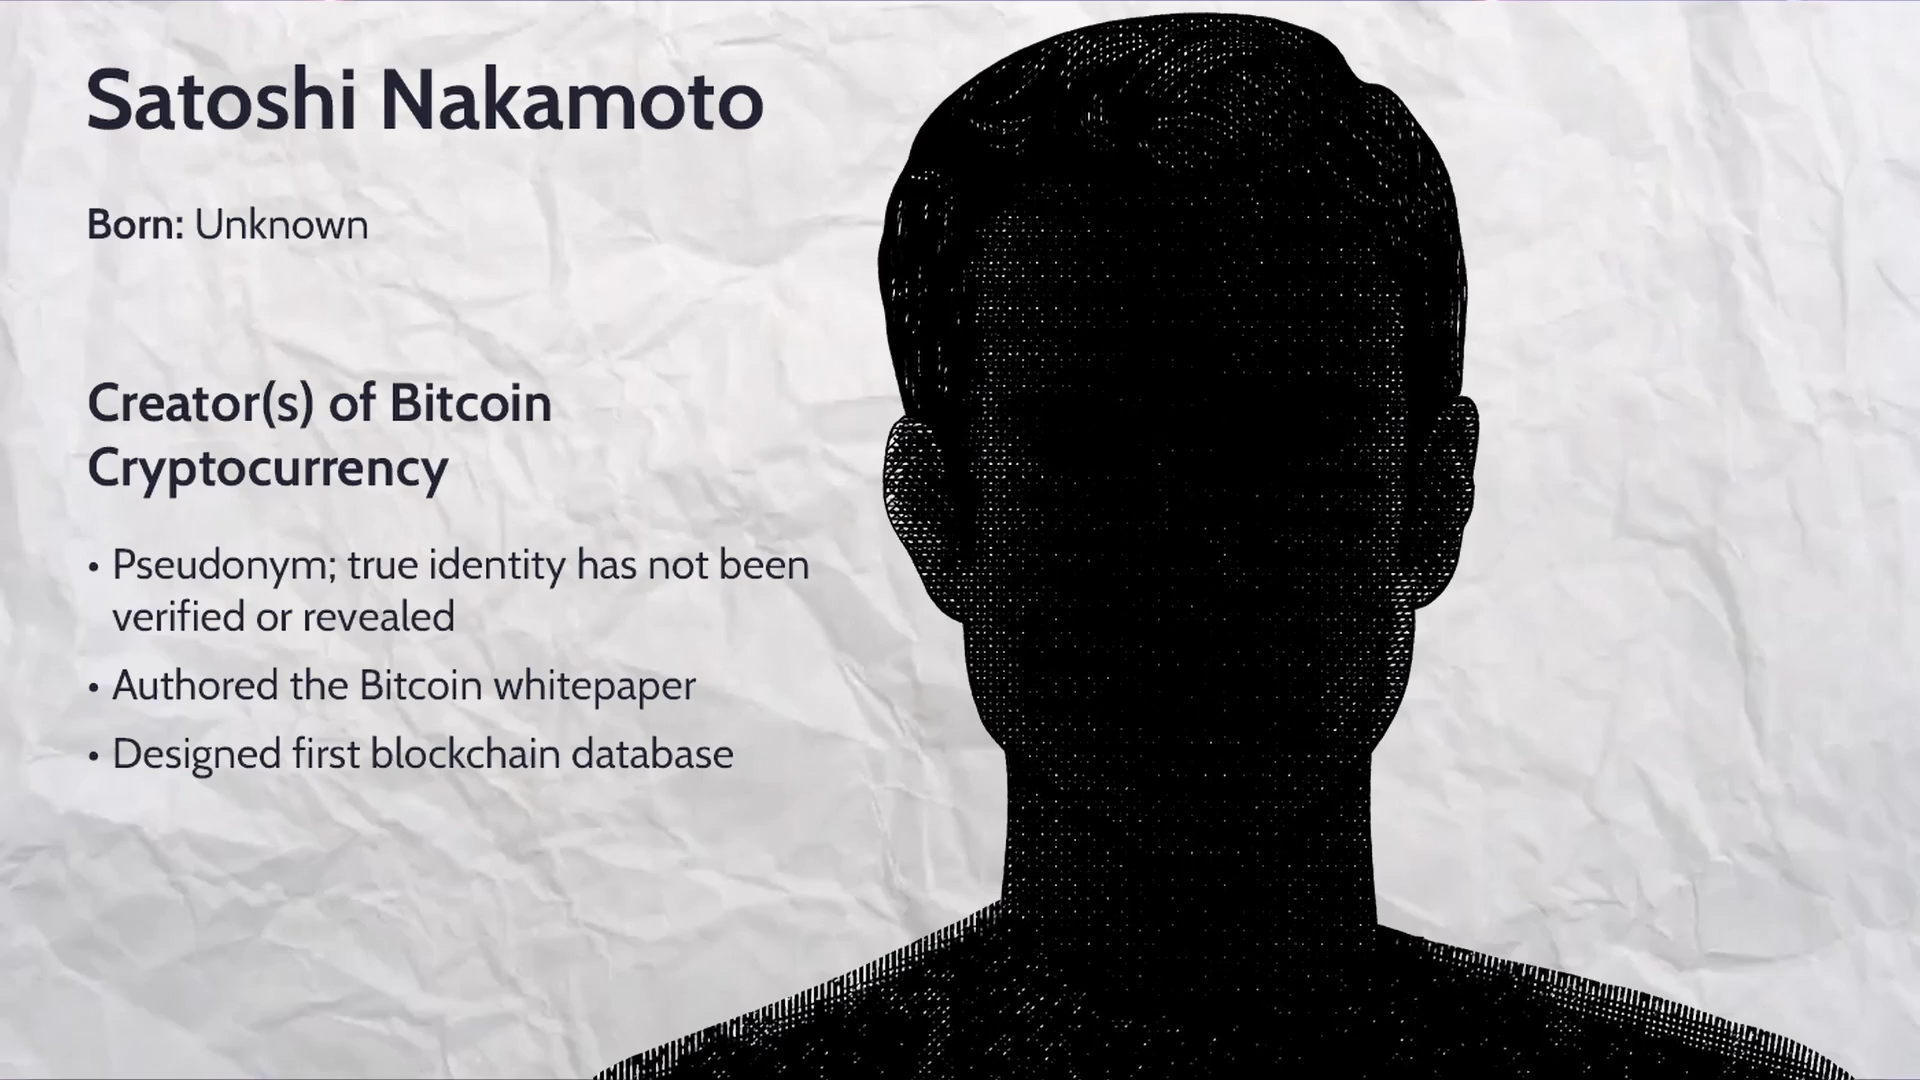 Satoshi Nakamoto
Born: Unknown
Creator(s) of Bitcoin
Cryptocurrency
• Pseudonym; true identity has not been
verified or revealed
• Authored the Bitcoin whitepaper
• Designed first blockchain database